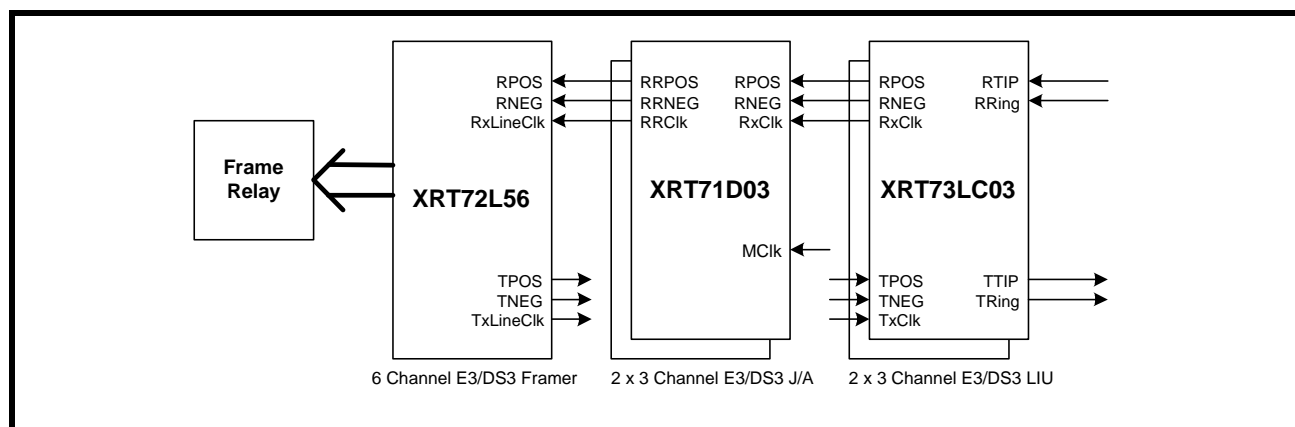 Frame
Relay
RPOS
RNEG
RxLineClk
XRT72L56
TPOS
TNEG
TxLineClk
6 Channel E3/DS3 Framer
RRPOS
RRNEG
RRClk
RPOS
RNEG
RxClk
XRT71D03
MClk
2 x 3 Channel E3/DS3 J/A
RPOS
RNEG
RxClk
RTIP
RRing
XRT73LC03
TPOS
TNEG
TxClk
TTIP
TRing
2 x 3 Channel E3/DS3 LIU